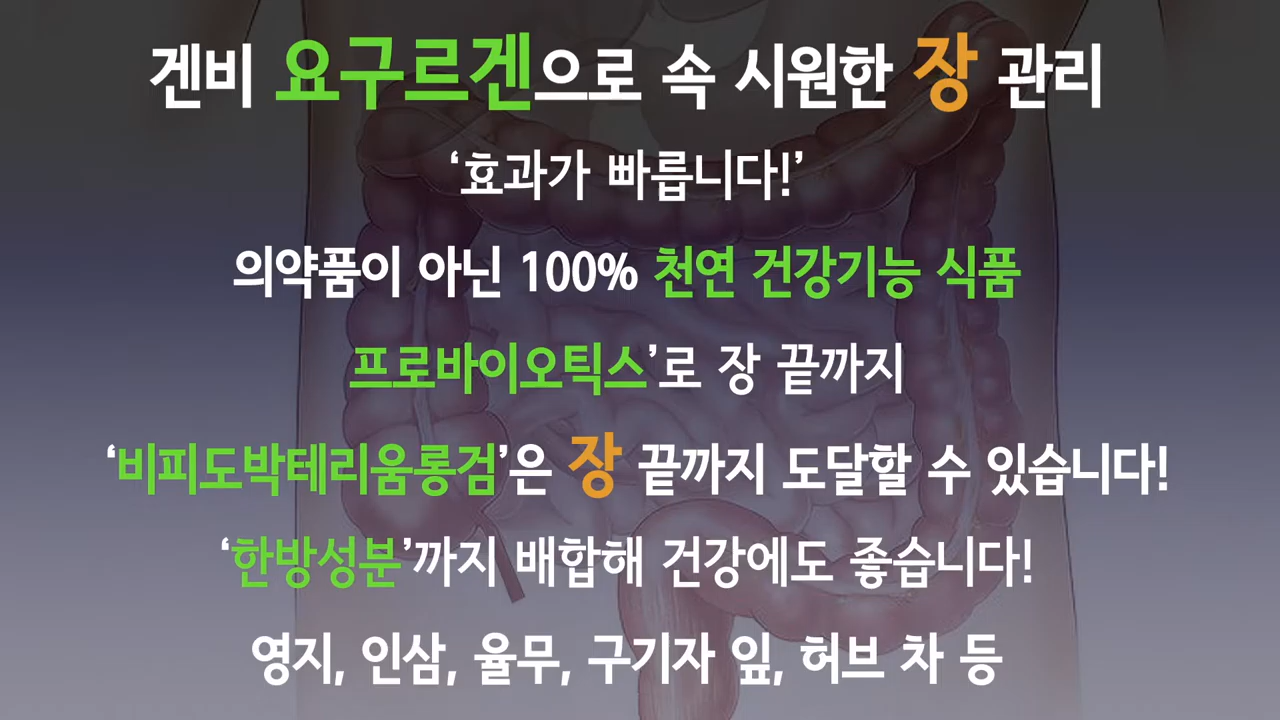 겐비 요구르겐으로 속 시원한 장 관리
‘효과가 빠릅니다!’
의약품이 아닌 100% 천연 건강기능 식품
프로바이오틱스’로 장 끝까지
‘비피도박테리움롱검’은 장 끝까지 도달할 수 있습니다!
‘한방성분’까지 배합해 건강에도 좋습니다!
영지, 인삼, 율무, 구기자 잎, 허브 차 등